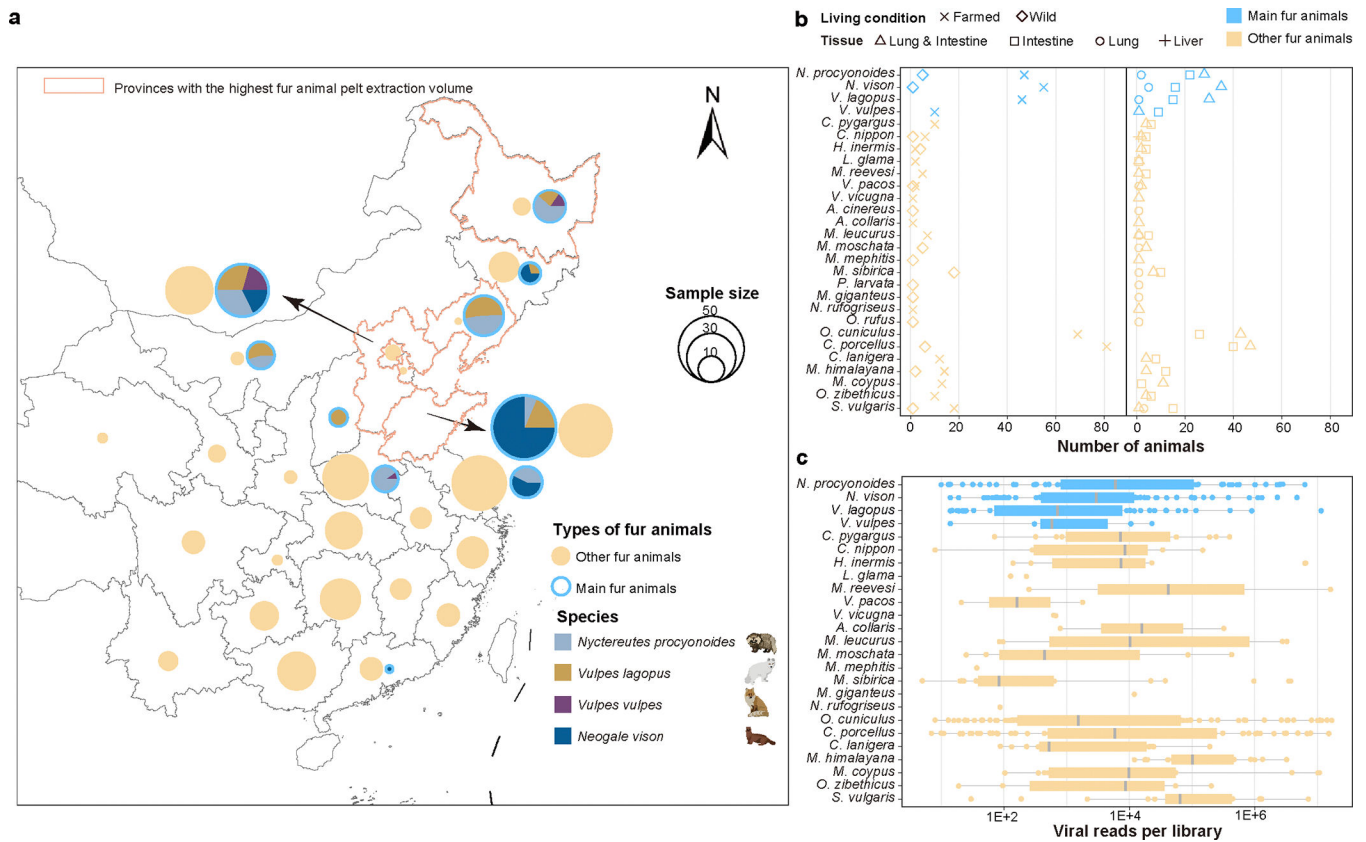 a
Provinces with the highest fur animal pelt extraction volume
N
Sample size
50
30
10
Types of fur animals
Other fur animals
Main fur animals
Species
Nyctereutes procyonoides
Vulpes lagopus
Vulpes vulpes
Neogale vison
b
Living condition Farmed Wild
Main fur animals
Tissue Lung & Intestine Intestine Lung Liver
Other fur animals
N. procyonoides
N. vison
V. lagopus
V. vulpes
C. pygargus
C. nippon
H. inermis
L. glama
M. reevesi
V. pacos
V. vicugna
A. cinereus
A. collaris
M. leucurus
M. moschata
M. mephitis
M. sibirica
P. larvata
M. giganteus
N. rufogriseus
O. rufus
O. cuniculus
C. porcellus
C. lanigera
M. himalayana
M. coypus
O. zibethicus
S. vulgaris
0 20 40 60 80 0 20 40 60 80
Number of animals
c
N. procyonoides
N. vison
V. lagopus
V. vulpes
C. pygargus
C. nippon
H. inermis
L. glama
M. reevesi
V. pacos
V. vicugna
A. collaris
M. leucurus
M. moschata
M. mephitis
M. sibirica
M. giganteus
N. rufogriseus
O. cuniculus
C. porcellus
C. lanigera
M. himalayana
M. coypus
O. zibethicus
S. vulgaris
1E+2 1E+4 1E+6
Viral reads per library